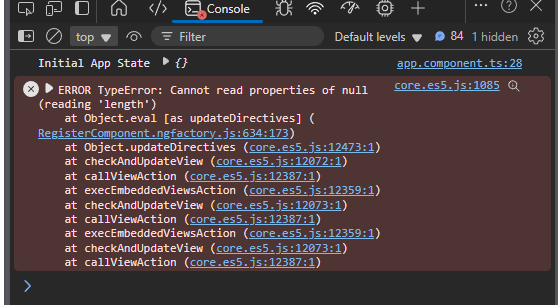 Console
top
Filter
Default levels
84
1 hidden
Initial App State {} app.component.ts:28
ERROR TypeError: Cannot read properties of null core.es5.js:1085
(reading 'length')
at Object.eval [as updateDirectives] (
RegisterComponent.ngfactory.js:634:173)
at Object.updateDirectives (core.es5.js:12473:1)
at checkAndUpdateView (core.es5.js:12072:1)
at callViewAction (core.es5.js:12387:1)
at execEmbeddedViewsAction (core.es5.js:12359:1)
at checkAndUpdateView (core.es5.js:12073:1)
at callViewAction (core.es5.js:12387:1)
at execEmbeddedViewsAction (core.es5.js:12359:1)
at checkAndUpdateView (core.es5.js:12073:1)
at callViewAction (core.es5.js:12387:1)